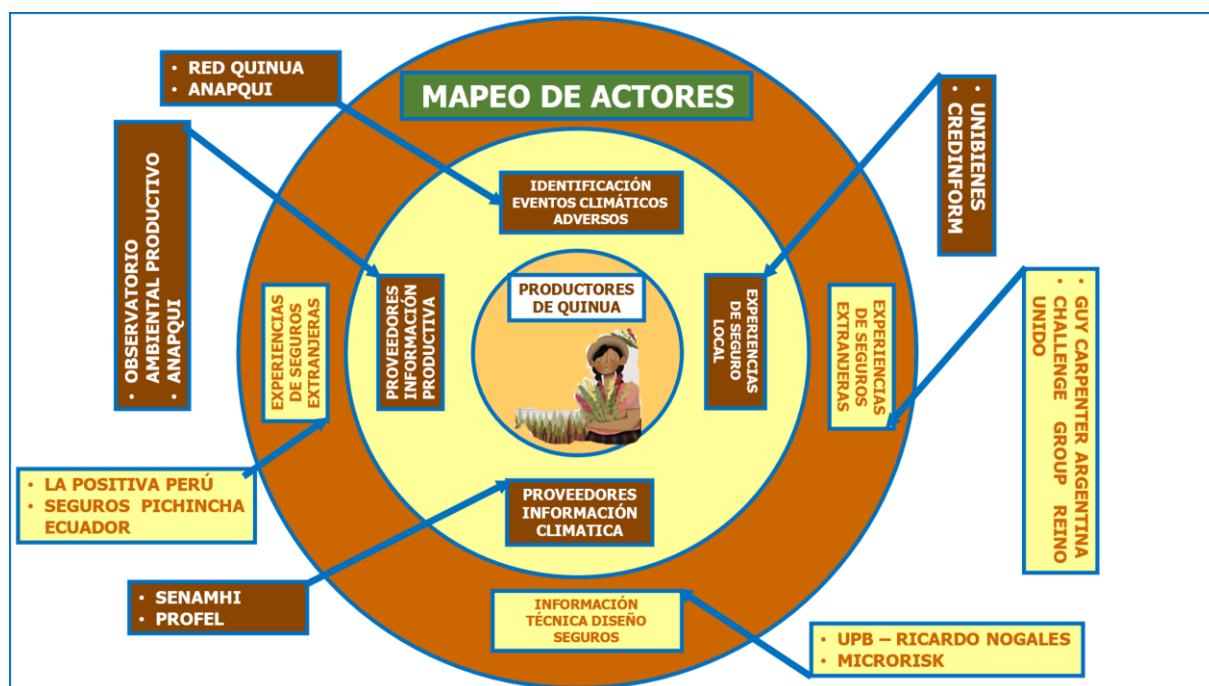 • RED QUINUA
• ANAPQUI
MAPEO DE ACTORES
• UNIBIENES
• CREDINFORM
• OBSERVATORIO
AMBIENTAL PRODUCTIVO
• ANAPQUI
IDENTIFICACIÓN
EVENTOS CLIMÁTICOS
ADVERSOS
EXPERIENCIAS
DE SEGUROS
EXTRANJERAS
PROVEEDORES
INFORMACIÓN
PRODUCTIVA
PRODUCTORES
DE QUINUA
EXPERIENCIAS
DE SEGURO
LOCAL
EXPERIENCIAS
DE SEGUROS
EXTRANJERAS
• GUY CARPENTER ARGENTINA
• CHALLENGE GROUP REINO
UNIDO
• LA POSITIVA PERÚ
• SEGUROS PICHINCHA
ECUADOR
PROVEEDORES
INFORMACIÓN
CLIMATICA
• SENAMHI
• PROFEL
INFORMACIÓN
TÉCNICA DISEÑO
SEGUROS
• UPB – RICARDO NOGALES
• MICRORISK